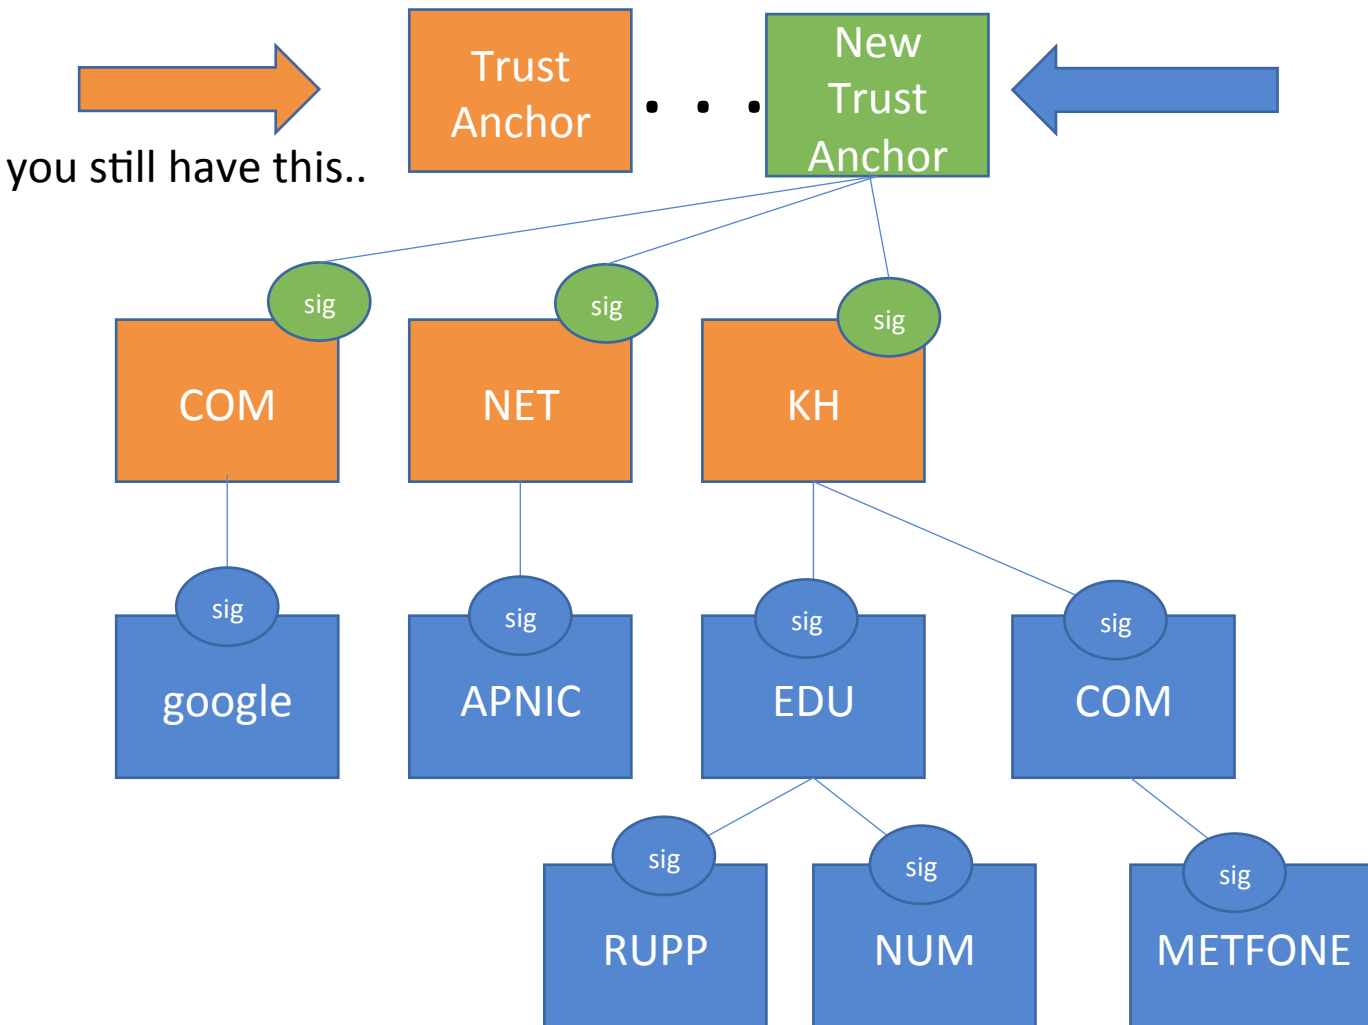 Trust
Anchor
. . .
New
Trust
Anchor
you still have this..
sig
sig
sig
COM
NET
KH
sig
sig
sig
sig
google
APNIC
EDU
COM
sig
sig
sig
RUPP
NUM
METFONE